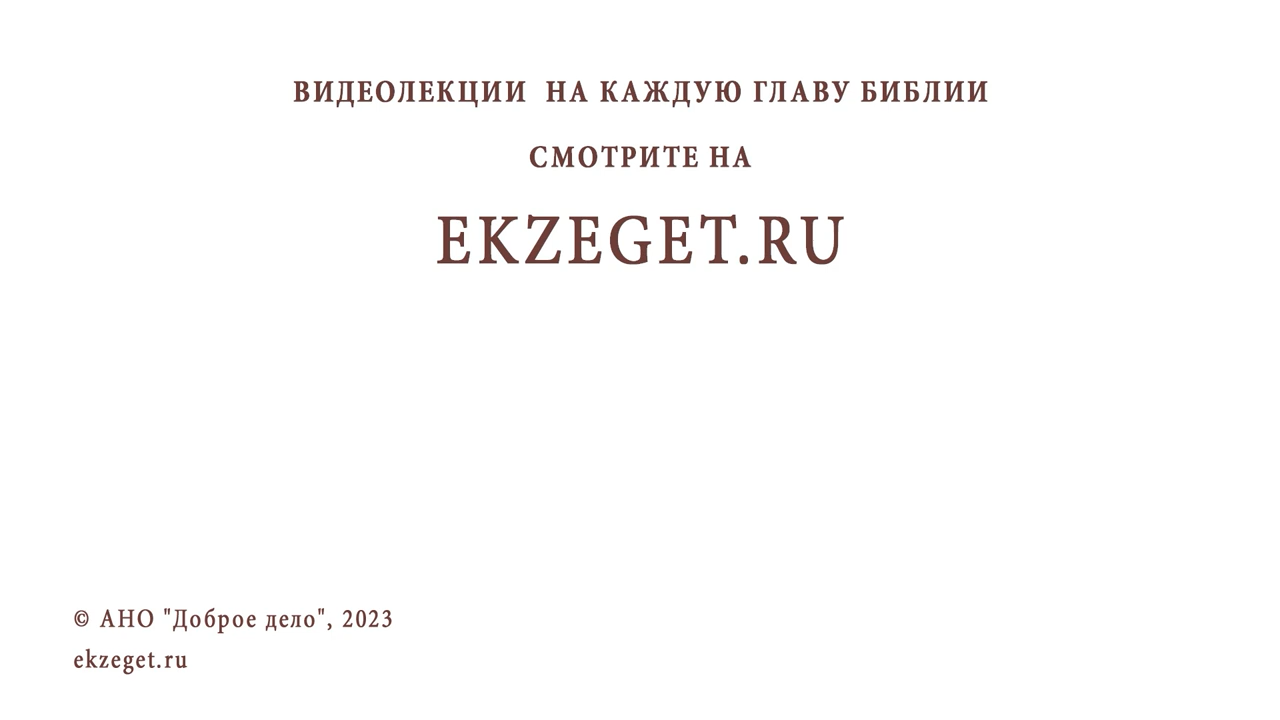 ВИДЕОЛЕКЦИИ НА КАЖДУЮ ГЛАВУ БИБЛИИ
СМОТРИТЕ НА
EKZEGET.RU
© АНО "Доброе дело", 2023
ekzeget.ru